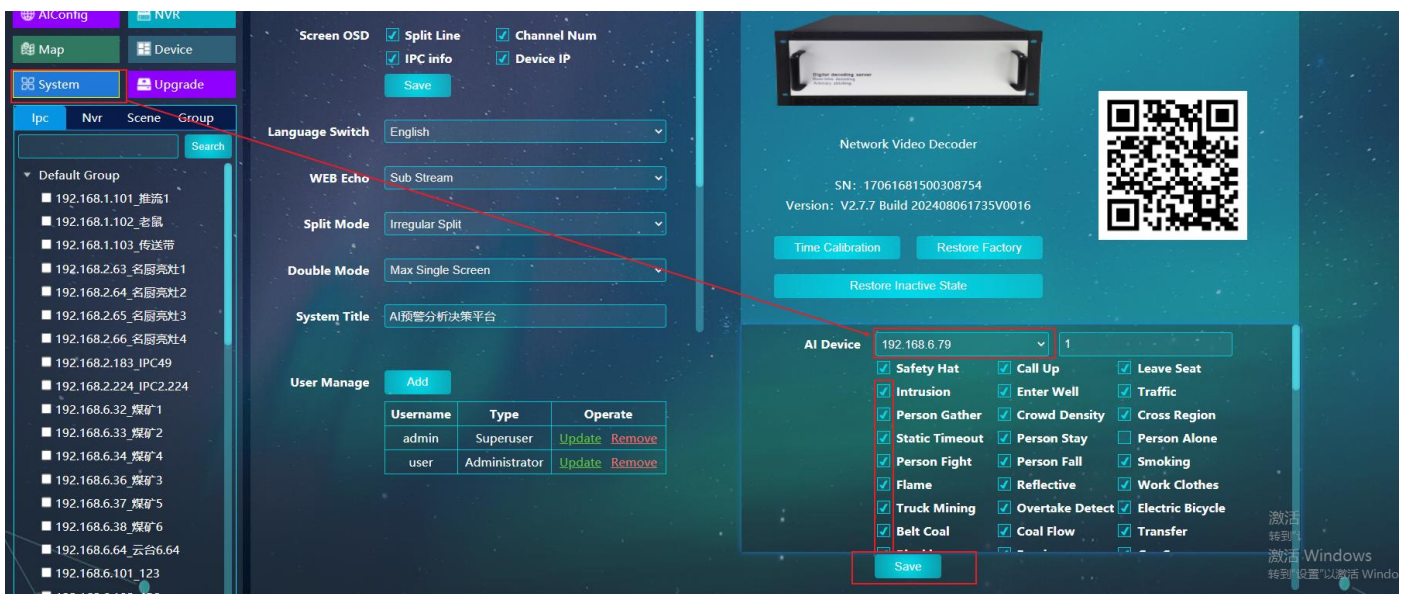 AIConfig
NVR
Map
Device
System
Upgrade
Ipc Nvr Scene Group
Search
Default Group
192.168.1.101_推流1
192.168.1.102_老鼠
192.168.1.103_传送带
192.168.2.63_名厨亮灶1
192.168.2.64_名厨亮灶2
192.168.2.65_名厨亮灶3
192.168.2.66_名厨亮灶4
192.168.2.183_IPC49
192.168.2.224_IPC2.224
192.168.6.32_煤矿1
192.168.6.33_煤矿2
192.168.6.34_煤矿4
192.168.6.36_煤矿3
192.168.6.37_煤矿5
192.168.6.38_煤矿6
192.168.6.64_云台6.64
192.168.6.101_123
Screen OSD Split Line Channel Num
IPC info Device IP
Save
Language Switch English
WEB Echo Sub Stream
Split Mode Irregular Split
Double Mode Max Single Screen
System Title AI预警分析决策平台
User Manage Add
Username Type Operate
admin Superuser Update Remove
user Administrator Update Remove
Digital decoding server
Network Video Decoder
SN: 17061681500308754
Version: V2.7.7 Build 202408061735V0016
Time Calibration Restore Factory
Restore Inactive State
AI Device 192.168.6.79 1
Safety Hat Call Up Leave Seat
Intrusion Enter Well Traffic
Person Gather Crowd Density Cross Region
Static Timeout Person Stay Person Alone
Person Fight Person Fall Smoking
Flame Reflective Work Clothes
Truck Mining Overtake Detect Electric Bicycle
Belt Coal Coal Flow Transfer
Save
激活
转到
激活 Windows
转到"设置"以激活 Windo